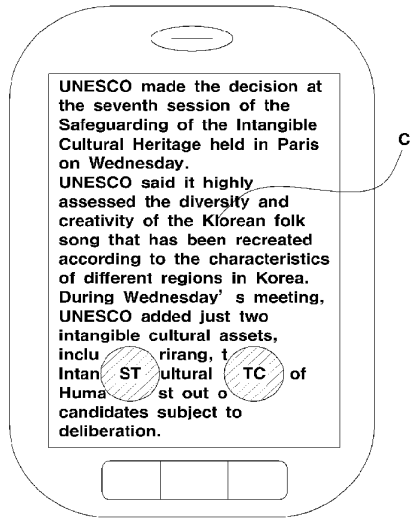 UNESCO made the decision at
the seventh session of the
Safeguarding of the Intangible
Cultural Heritage held in Paris
on Wednesday.
UNESCO said it highly
assessed the diversity and
creativity of the Klorean folk
song that has been recreated
according to the characteristics
of different regions in Korea.
During Wednesday's meeting,
UNESCO added just two
intangible cultural assets,
inclu rirang, t
Intan ST ultural TC of
Huma st out o
candidates subject to
deliberation.
C